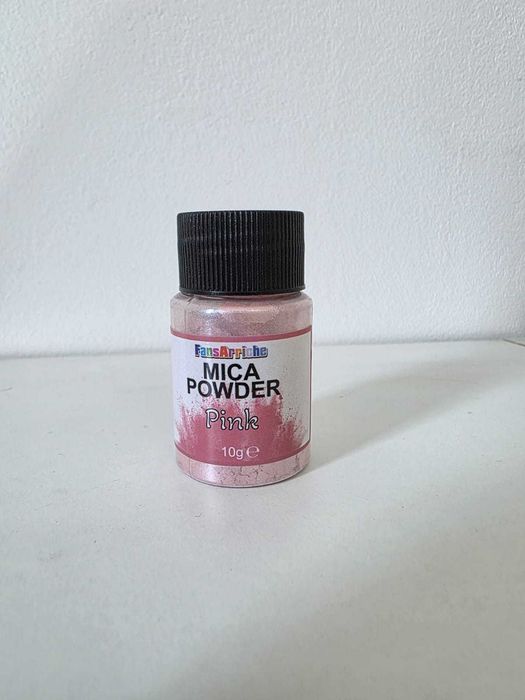 FansArriche
MICA
POWDER
Pink
10g ℮